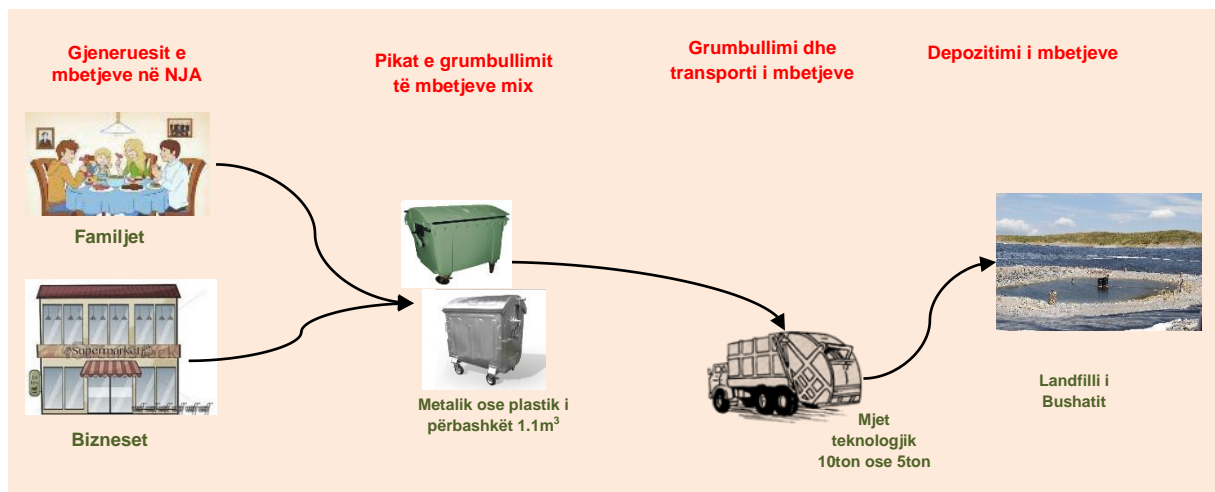 Gjeneruesit e
mbetjeve në NJA
Pikat e grumbullimit
të mbetjeve mix
Grumbullimi dhe
transporti i mbetjeve
Depozitimi i mbetjeve
Familjet
Supermarket
Bizneset
Metalik ose plastik i
përbashkët 1.1m³
Mjet
teknologjik
10ton ose 5ton
Landfilli i
Bushatit